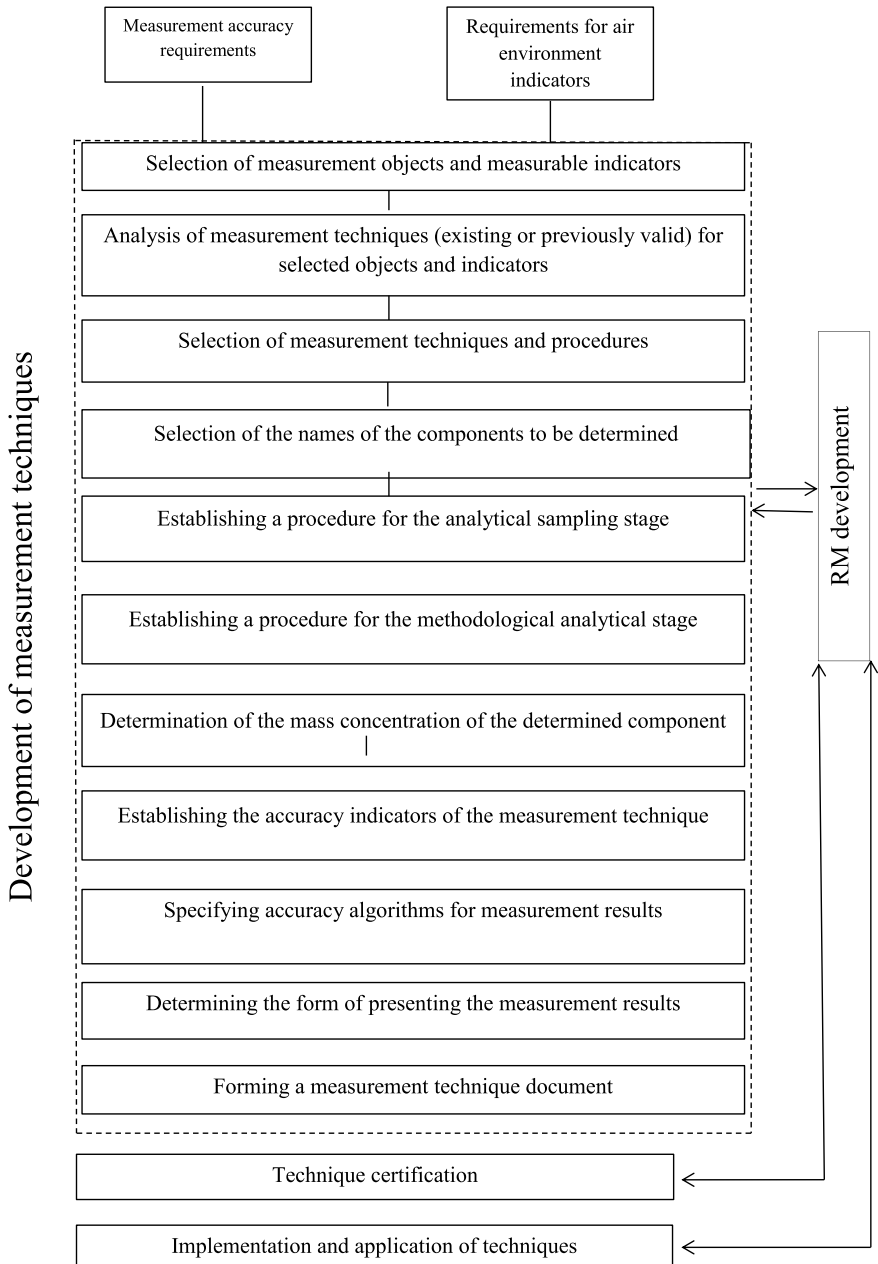 Measurement accuracy
requirements
Requirements for air
environment
indicators
Selection of measurement objects and measurable indicators
Analysis of measurement techniques (existing or previously valid) for
selected objects and indicators
Selection of measurement techniques and procedures
Selection of the names of the components to be determined
Establishing a procedure for the analytical sampling stage
Establishing a procedure for the methodological analytical stage
Determination of the mass concentration of the determined component
Establishing the accuracy indicators of the measurement technique
Specifying accuracy algorithms for measurement results
Determining the form of presenting the measurement results
Forming a measurement technique document
Technique certification
Implementation and application of techniques
Development of measurement techniques
RM development